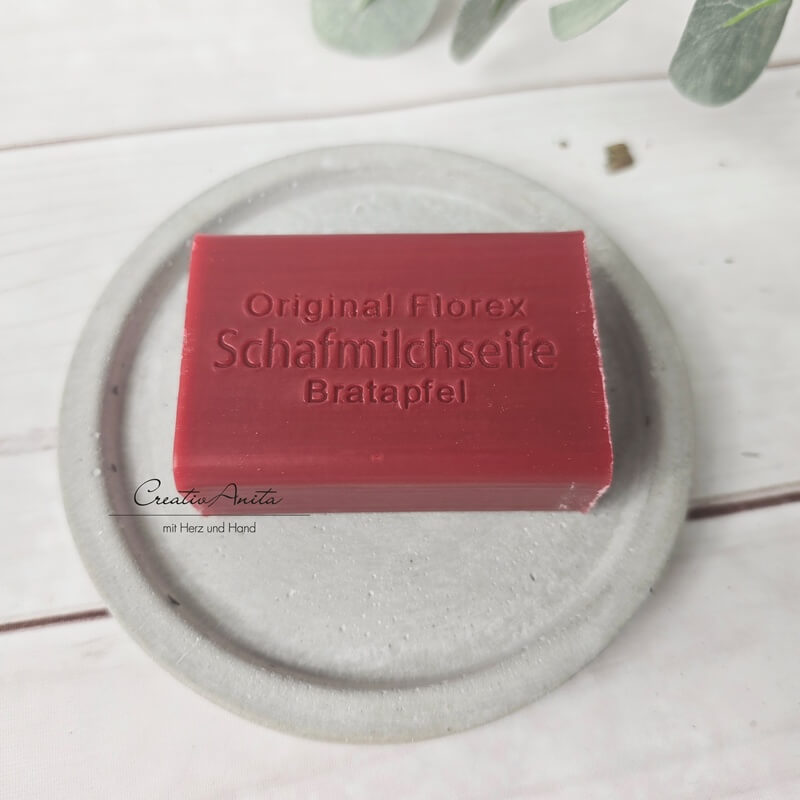 Original Florex
Schafmilchseife
Bratapfel
CreativAnita
mit Herz und Hand